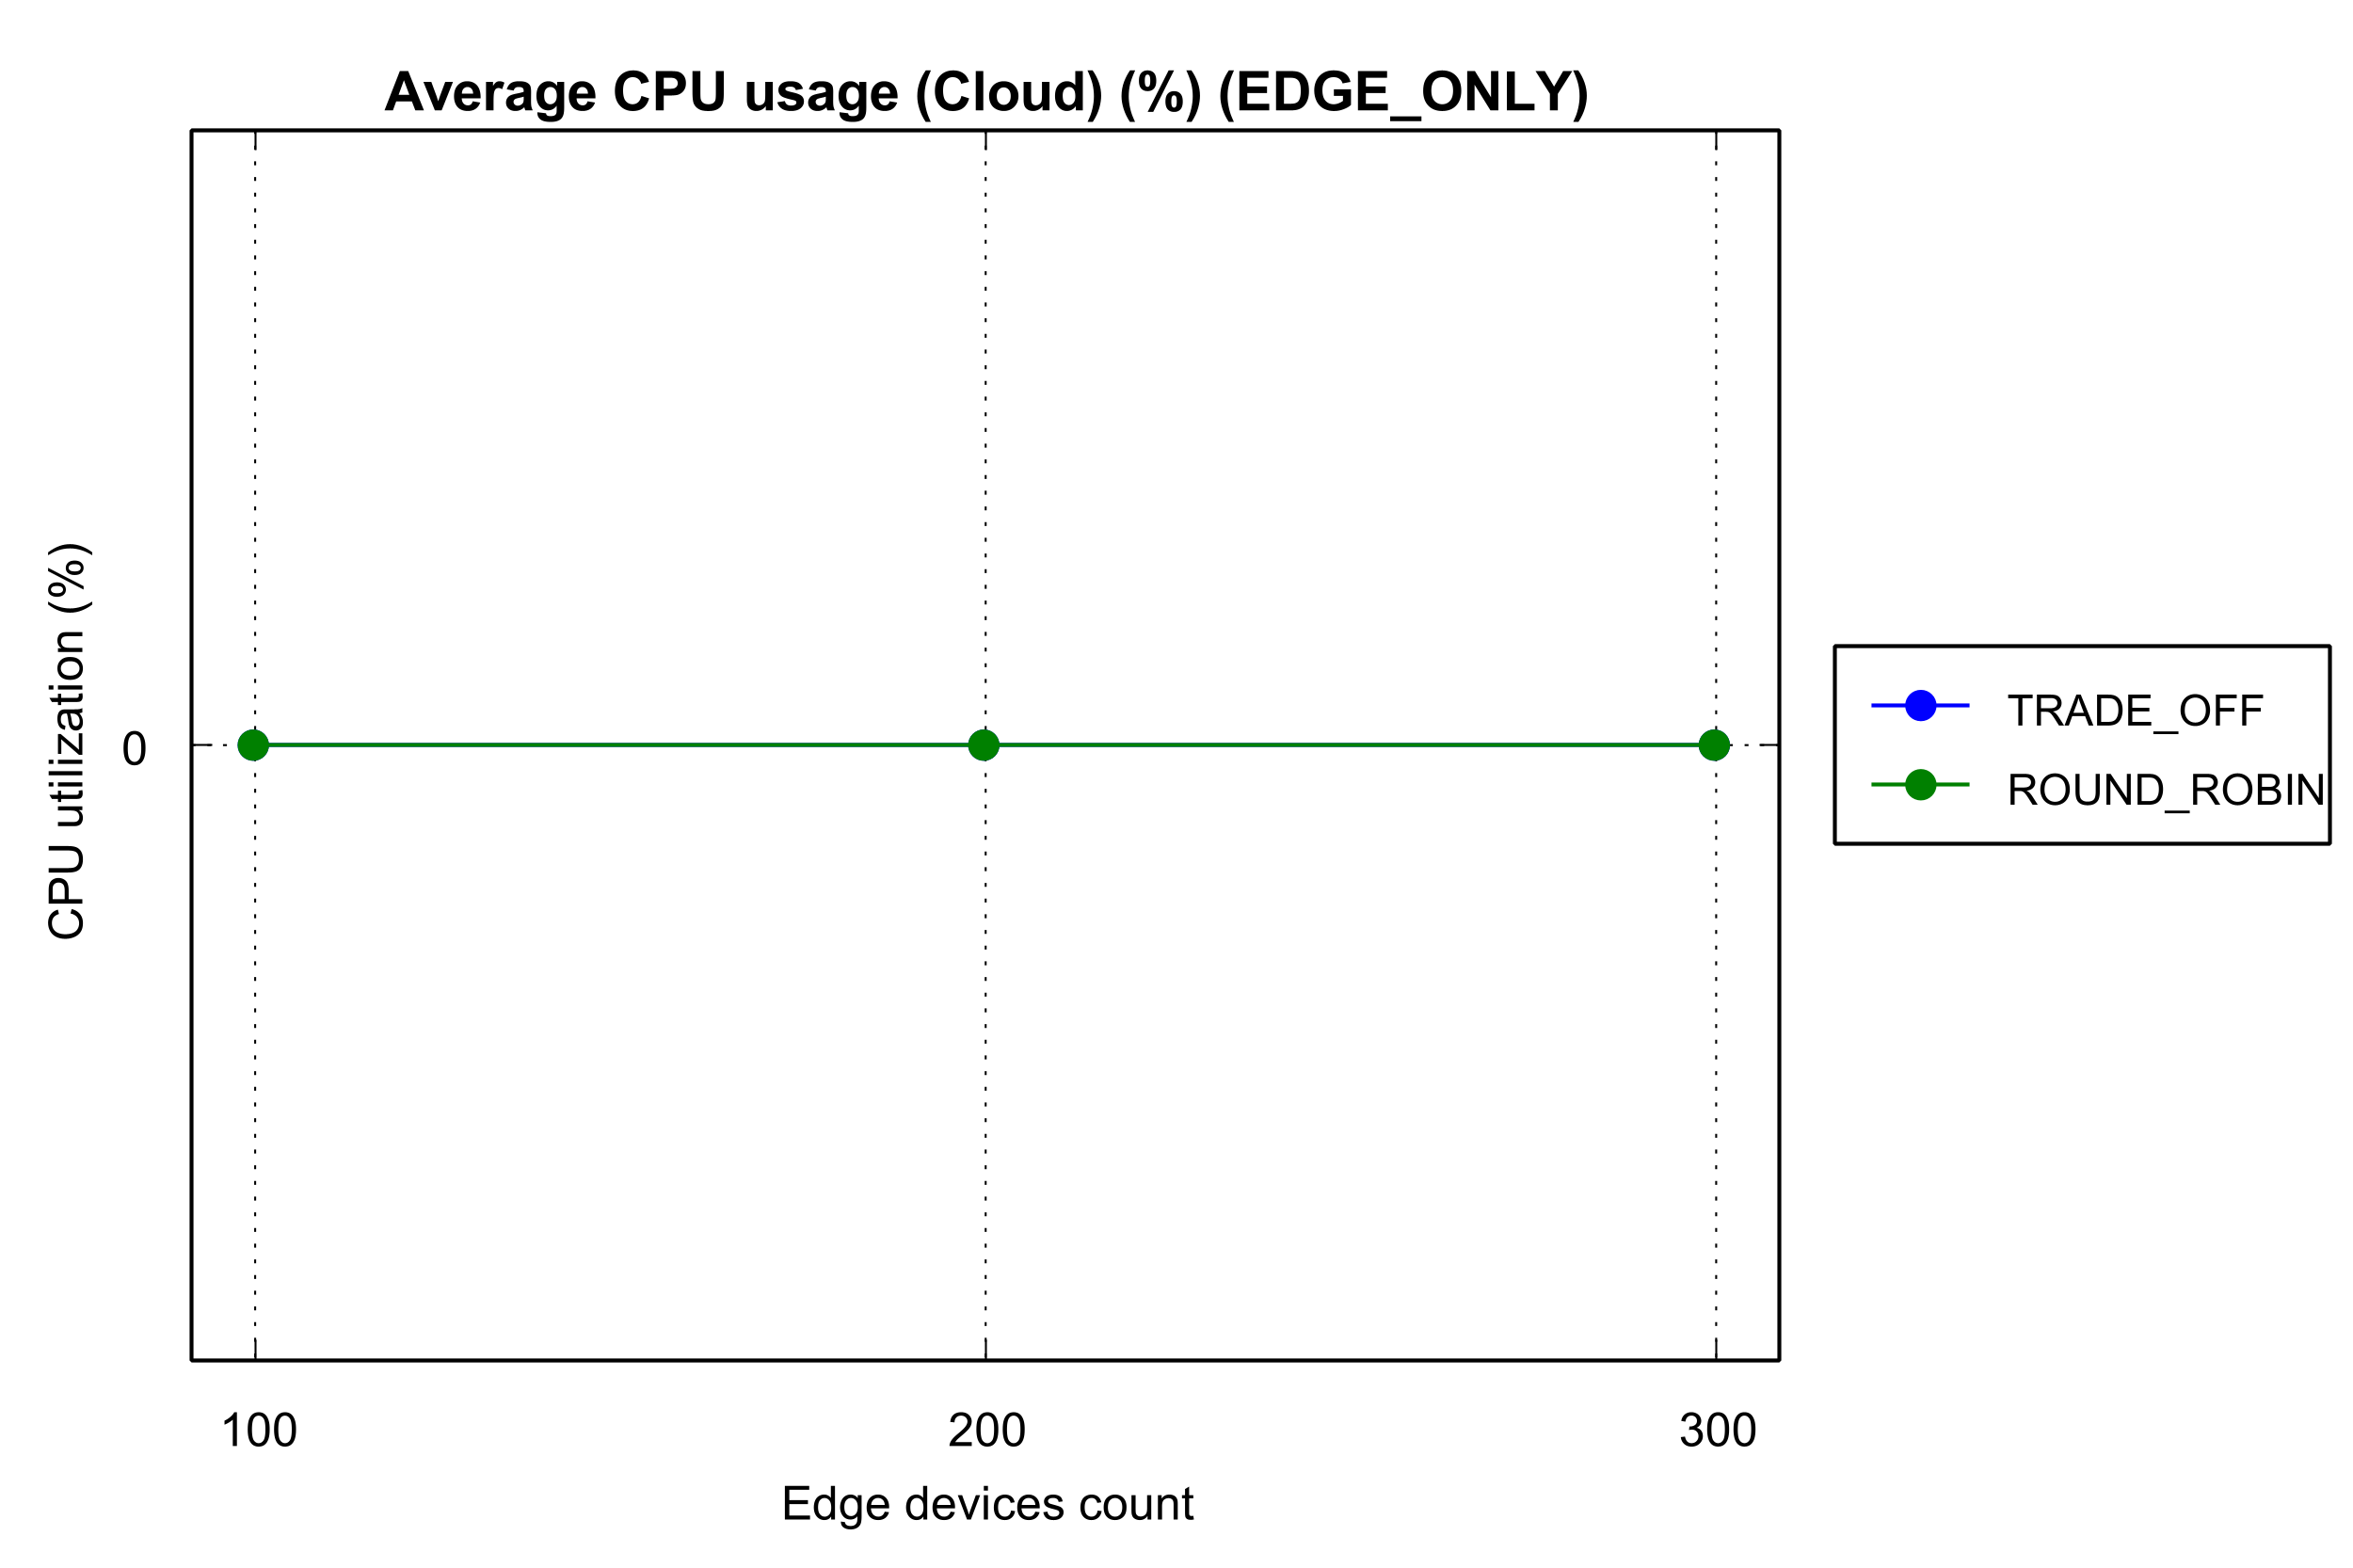 Average CPU usage (Cloud) (%) (EDGE_ONLY)
CPU utilization (%)
0
TRADE_OFF
ROUND_ROBIN
100 200 300
Edge devices count